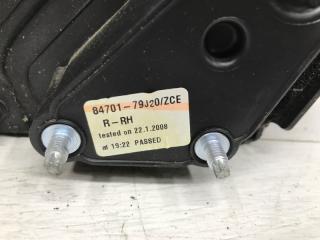 84701-79J20/ZCE
R-RH
tested on 22.1.2008
at 19:22 PASSED